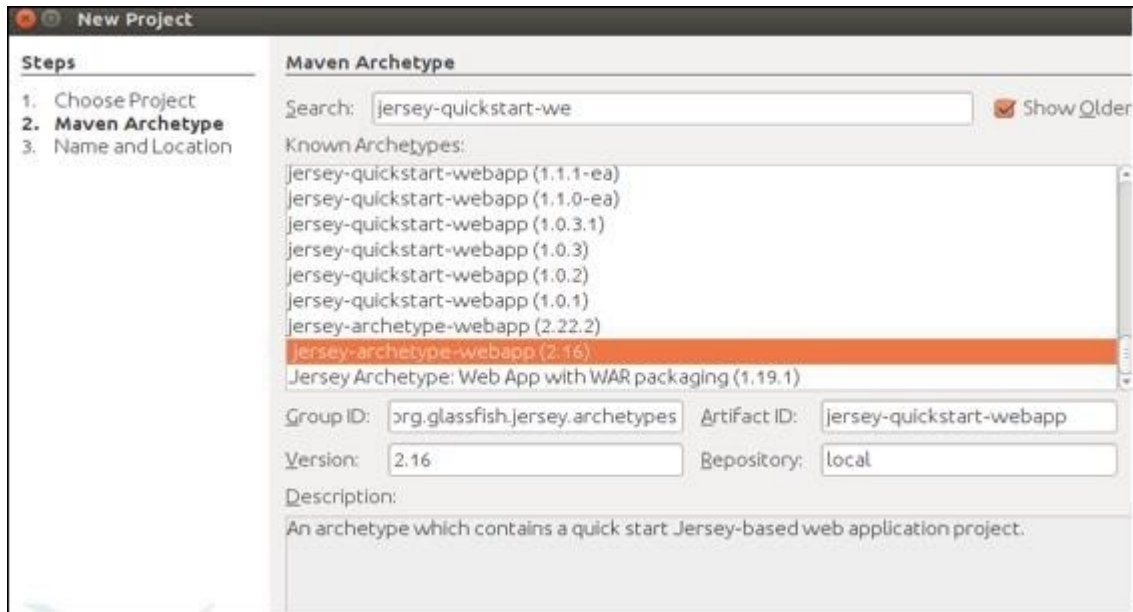 New Project
Steps
1. Choose Project
2. Maven Archetype
3. Name and Location
Maven Archetype
Search: jersey-quickstart-we Show Older
Known Archetypes:
jersey-quickstart-webapp (1.1.1-ea)
jersey-quickstart-webapp (1.1.0-ea)
jersey-quickstart-webapp (1.0.3.1)
jersey-quickstart-webapp (1.0.3)
jersey-quickstart-webapp (1.0.2)
jersey-quickstart-webapp (1.0.1)
jersey-archetype-webapp (2.22.2)
jersey-archetype-webapp (2.16)
Jersey Archetype: Web App with WAR packaging (1.19.1)
Group ID: org.glassfish.jersey.archetypes Artifact ID: jersey-quickstart-webapp
Version: 2.16 Repository: local
Description:
An archetype which contains a quick start Jersey-based web application project.